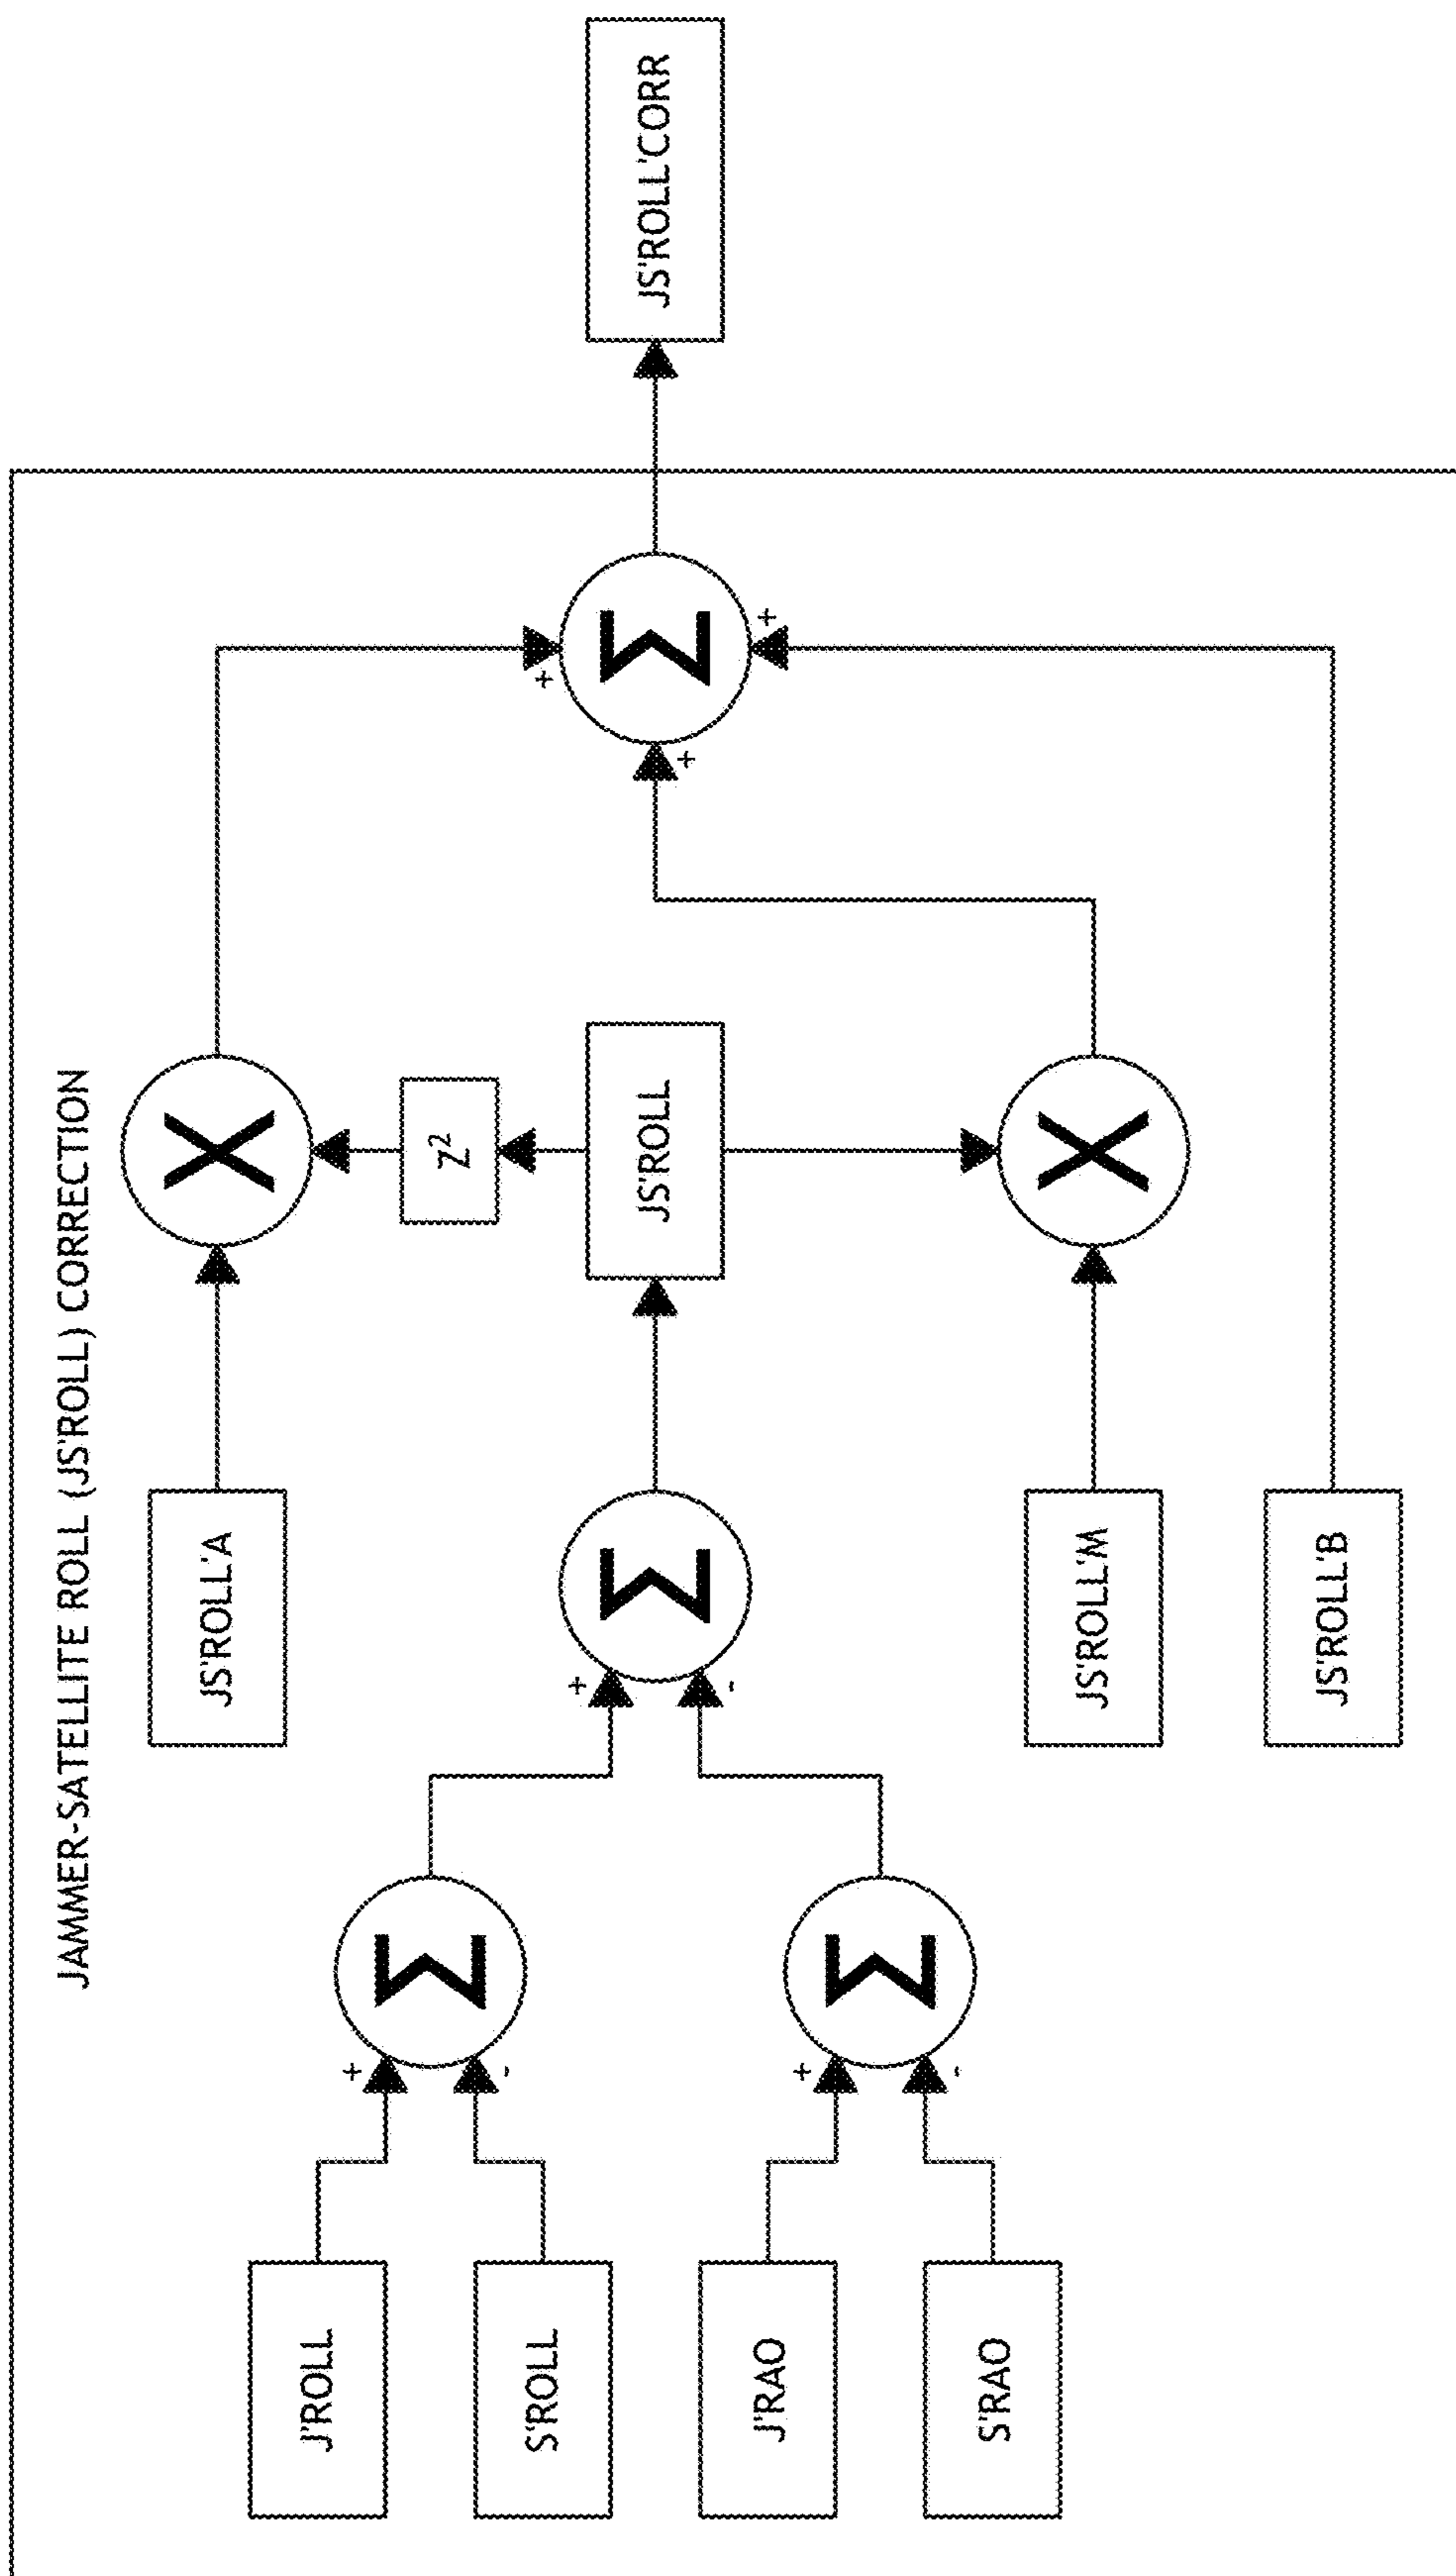 JAMMER-SATELLITE ROLL (JS'ROLL) CORRECTION
J'ROLL
S'ROLL
J'RAO
S'RAO
+
-
+
-
Σ
Σ
+
-
Σ
JS'ROLL'A
JS'ROLL'M
JS'ROLL'B
X
Z²
JS'ROLL
X
+
+
+
Σ
JS'ROLL'CORR